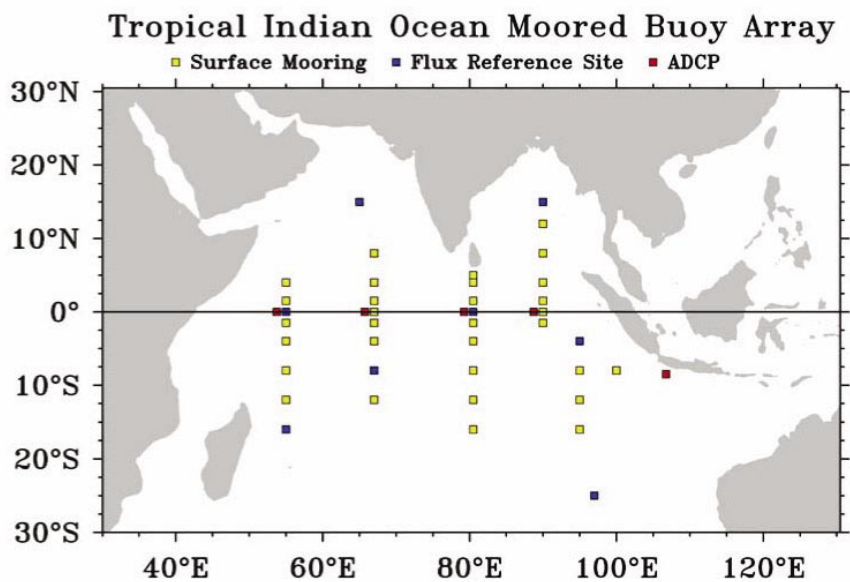 Tropical Indian Ocean Moored Buoy Array
Surface Mooring Flux Reference Site ADCP
30°N
20°N
10°N
0°
10°S
20°S
30°S
40°E 60°E 80°E 100°E 120°E